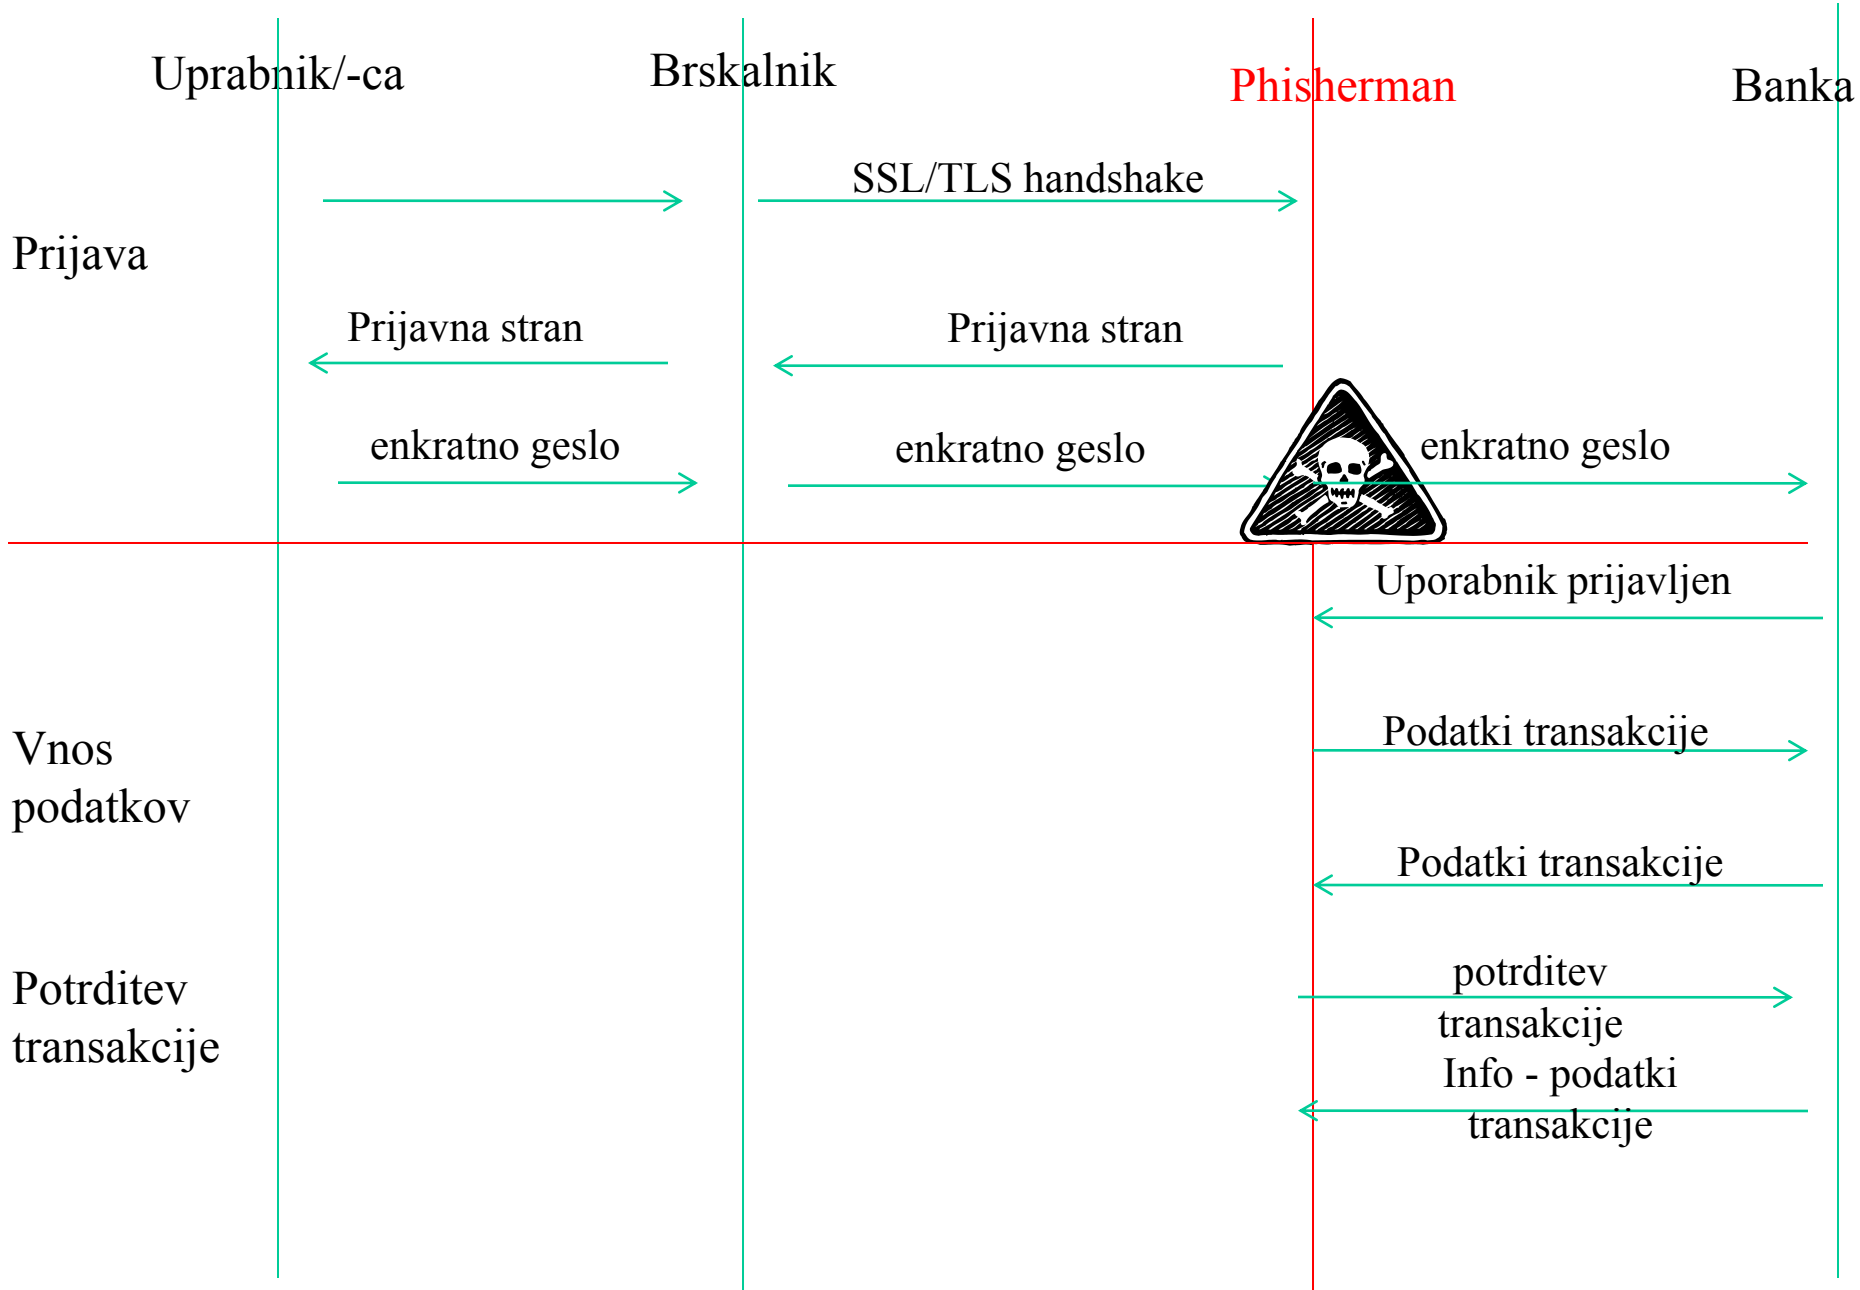 Uprabnik/-ca
Brskalnik
Phisherman
Banka
SSL/TLS handshake
Prijava
Prijavna stran
Prijavna stran
enkratno geslo
enkratno geslo
enkratno geslo
Uporabnik prijavljen
Vnos
podatkov
Podatki transakcije
Podatki transakcije
Potrditev
transakcije
potrditev
transakcije
Info - podatki
transakcije